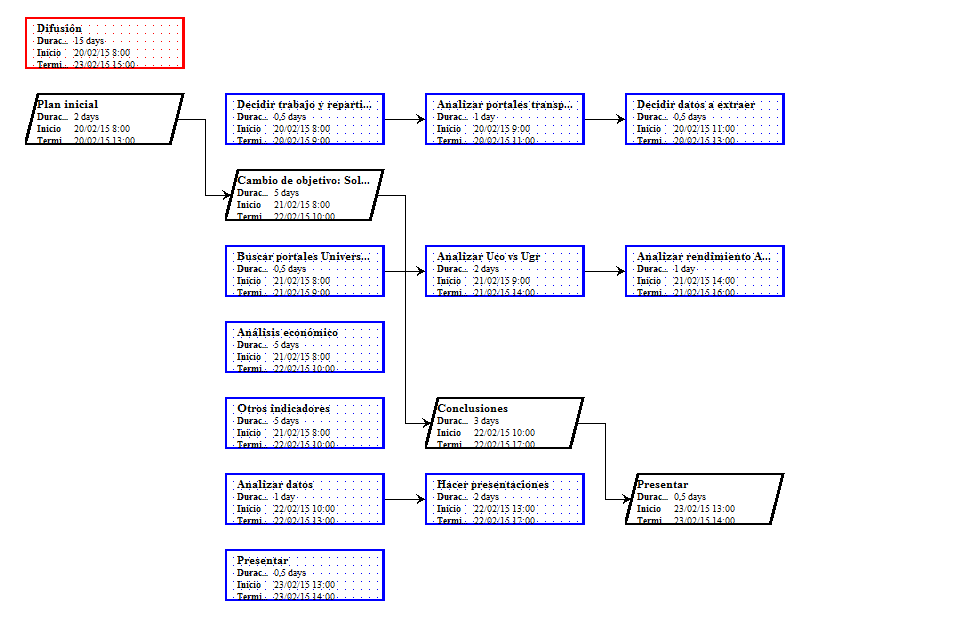 Difusión
Durac... 15 days
Inicio 20/02/15 8:00
Termi 23/02/15 15:00
Plan inicial
Durac... 2 days
Inicio 20/02/15 8:00
Termi 20/02/15 13:00
Decidir trabajo y reparti...
Durac... 0,5 days
Inicio 20/02/15 8:00
Termi 20/02/15 9:00
Analizar portales transp...
Durac... 1 day
Inicio 20/02/15 9:00
Termi 20/02/15 11:00
Decidir datos a extraer
Durac... 0,5 days
Inicio 20/02/15 11:00
Termi 20/02/15 13:00
Cambio de objetivo: Sol...
Durac... 5 days
Inicio 21/02/15 8:00
Termi 22/02/15 10:00
Buscar portales Univers...
Durac... 0,5 days
Inicio 21/02/15 8:00
Termi 21/02/15 9:00
Analizar Uco vs Ugr
Durac... 2 days
Inicio 21/02/15 9:00
Termi 21/02/15 14:00
Analizar rendimiento A...
Durac... 1 day
Inicio 21/02/15 14:00
Termi 21/02/15 16:00
Análisis económico
Durac... 5 days
Inicio 21/02/15 8:00
Termi 22/02/15 10:00
Otros indicadores
Durac... 5 days
Inicio 21/02/15 8:00
Termi 22/02/15 10:00
Conclusiones
Durac... 3 days
Inicio 22/02/15 10:00
Termi 22/02/15 17:00
Analizar datos
Durac... 1 day
Inicio 22/02/15 10:00
Termi 22/02/15 13:00
Hacer presentaciones
Durac... 2 days
Inicio 22/02/15 13:00
Termi 22/02/15 17:00
Presentar
Durac... 0,5 days
Inicio 23/02/15 13:00
Termi 23/02/15 14:00
Presentar
Durac... 0,5 days
Inicio 23/02/15 13:00
Termi 23/02/15 14:00